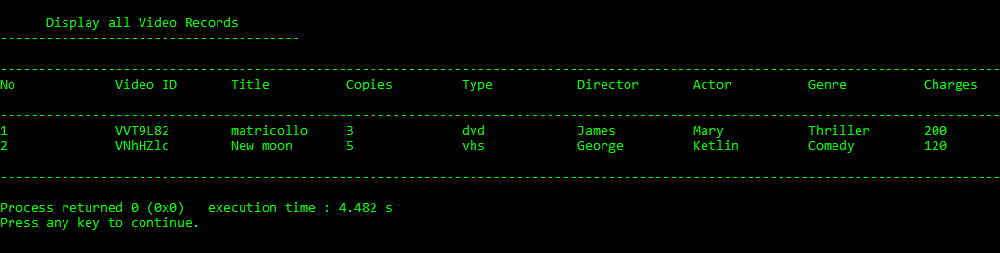 Display all Video Records
---------------------------------------
----------------------------------------------------------------------------------------------------------------------------------
No Video ID Title Copies Type Director Actor Genre Charges
----------------------------------------------------------------------------------------------------------------------------------
1 VVT9L82 matricollo 3 dvd James Mary Thriller 200
2 VNhHZlc New moon 5 vhs George Ketlin Comedy 120
----------------------------------------------------------------------------------------------------------------------------------
Process returned 0 (0x0) execution time : 4.482 s
Press any key to continue.